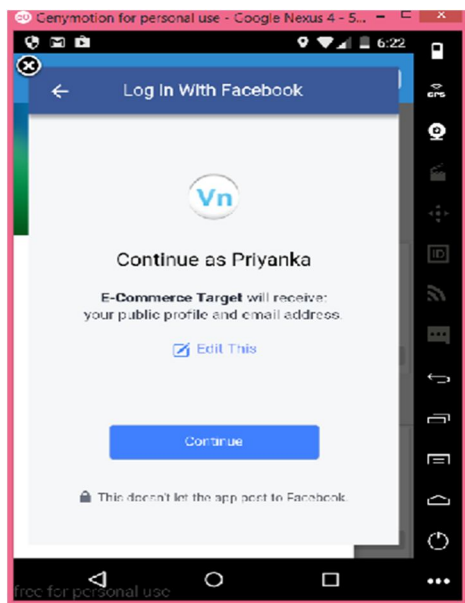 Genymotion for personal use - Google Nexus 4 - 5...
6:22
Log In With Facebook
Vn
Continue as Priyanka
E-Commerce Target will receive:
your public profile and email address.
Edit This
Continue
This doesn't let the app post to Facebook.
free for personal use
GPS
ID